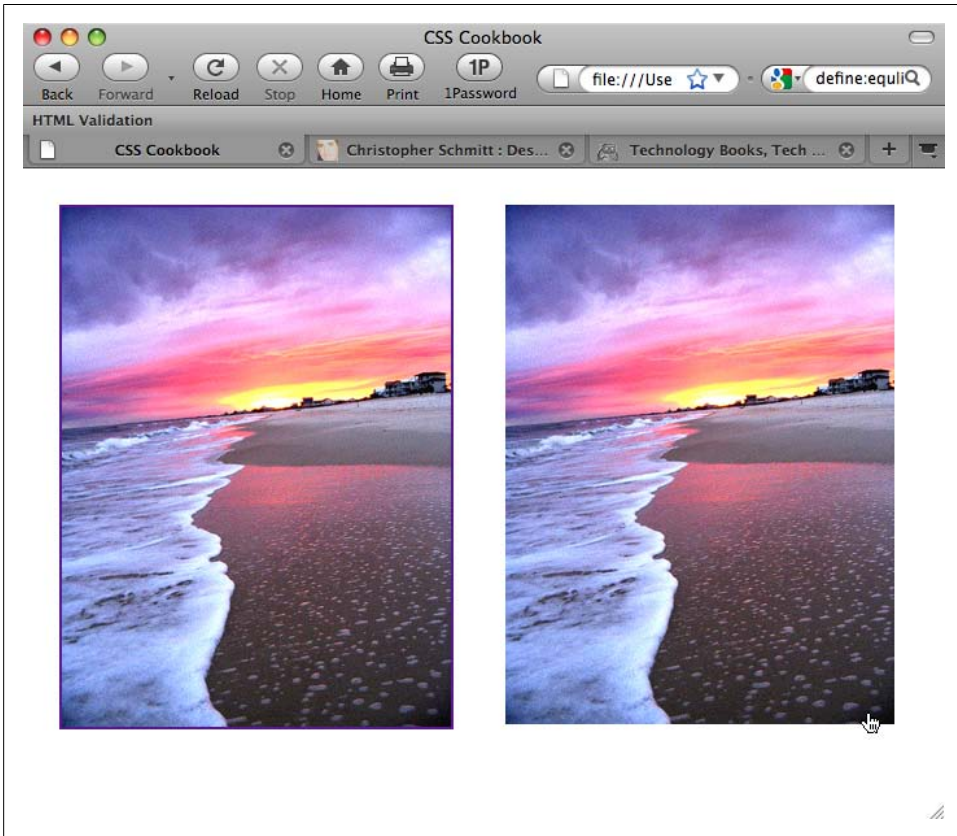 CSS Cookbook
1P
file:///Use
define:equli
Back Forward Reload Stop Home Print 1Password
HTML Validation
CSS Cookbook
Christopher Schmitt : Des...
Technology Books, Tech ...